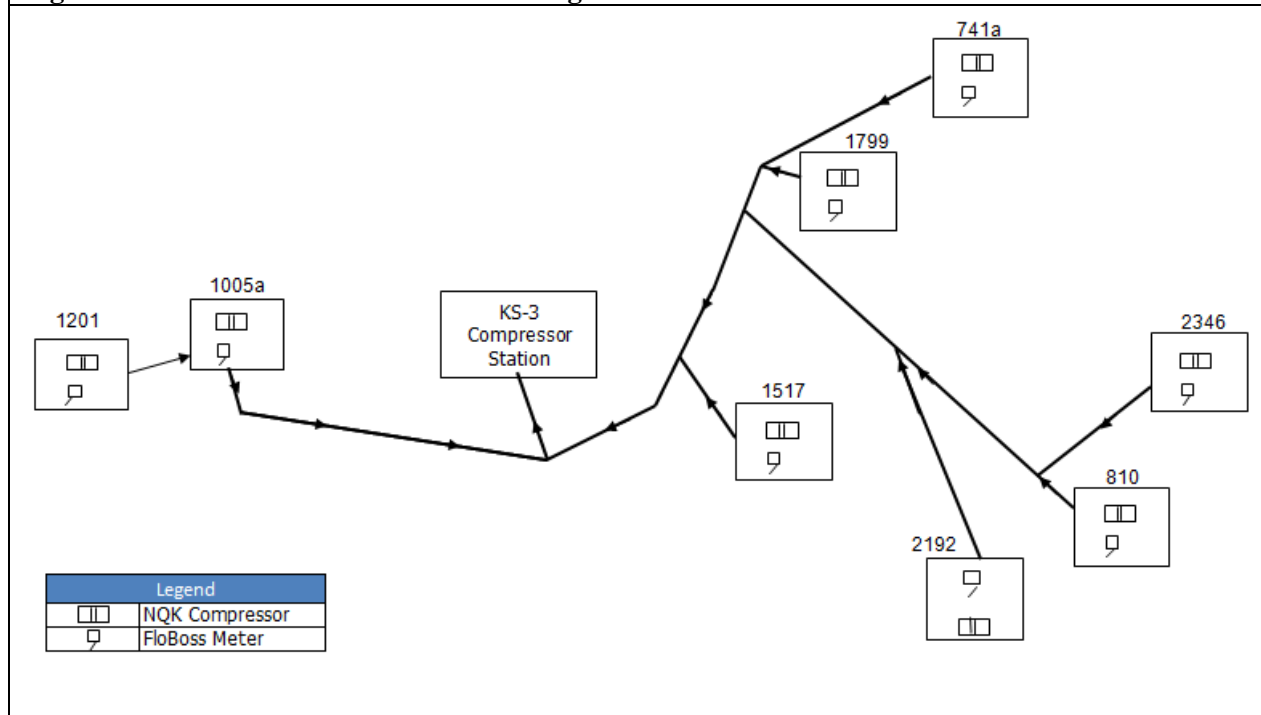 741a
1799
1005a
1201
KS-3
Compressor
Station
2346
1517
810
2192
Legend
NQK Compressor
FloBoss Meter